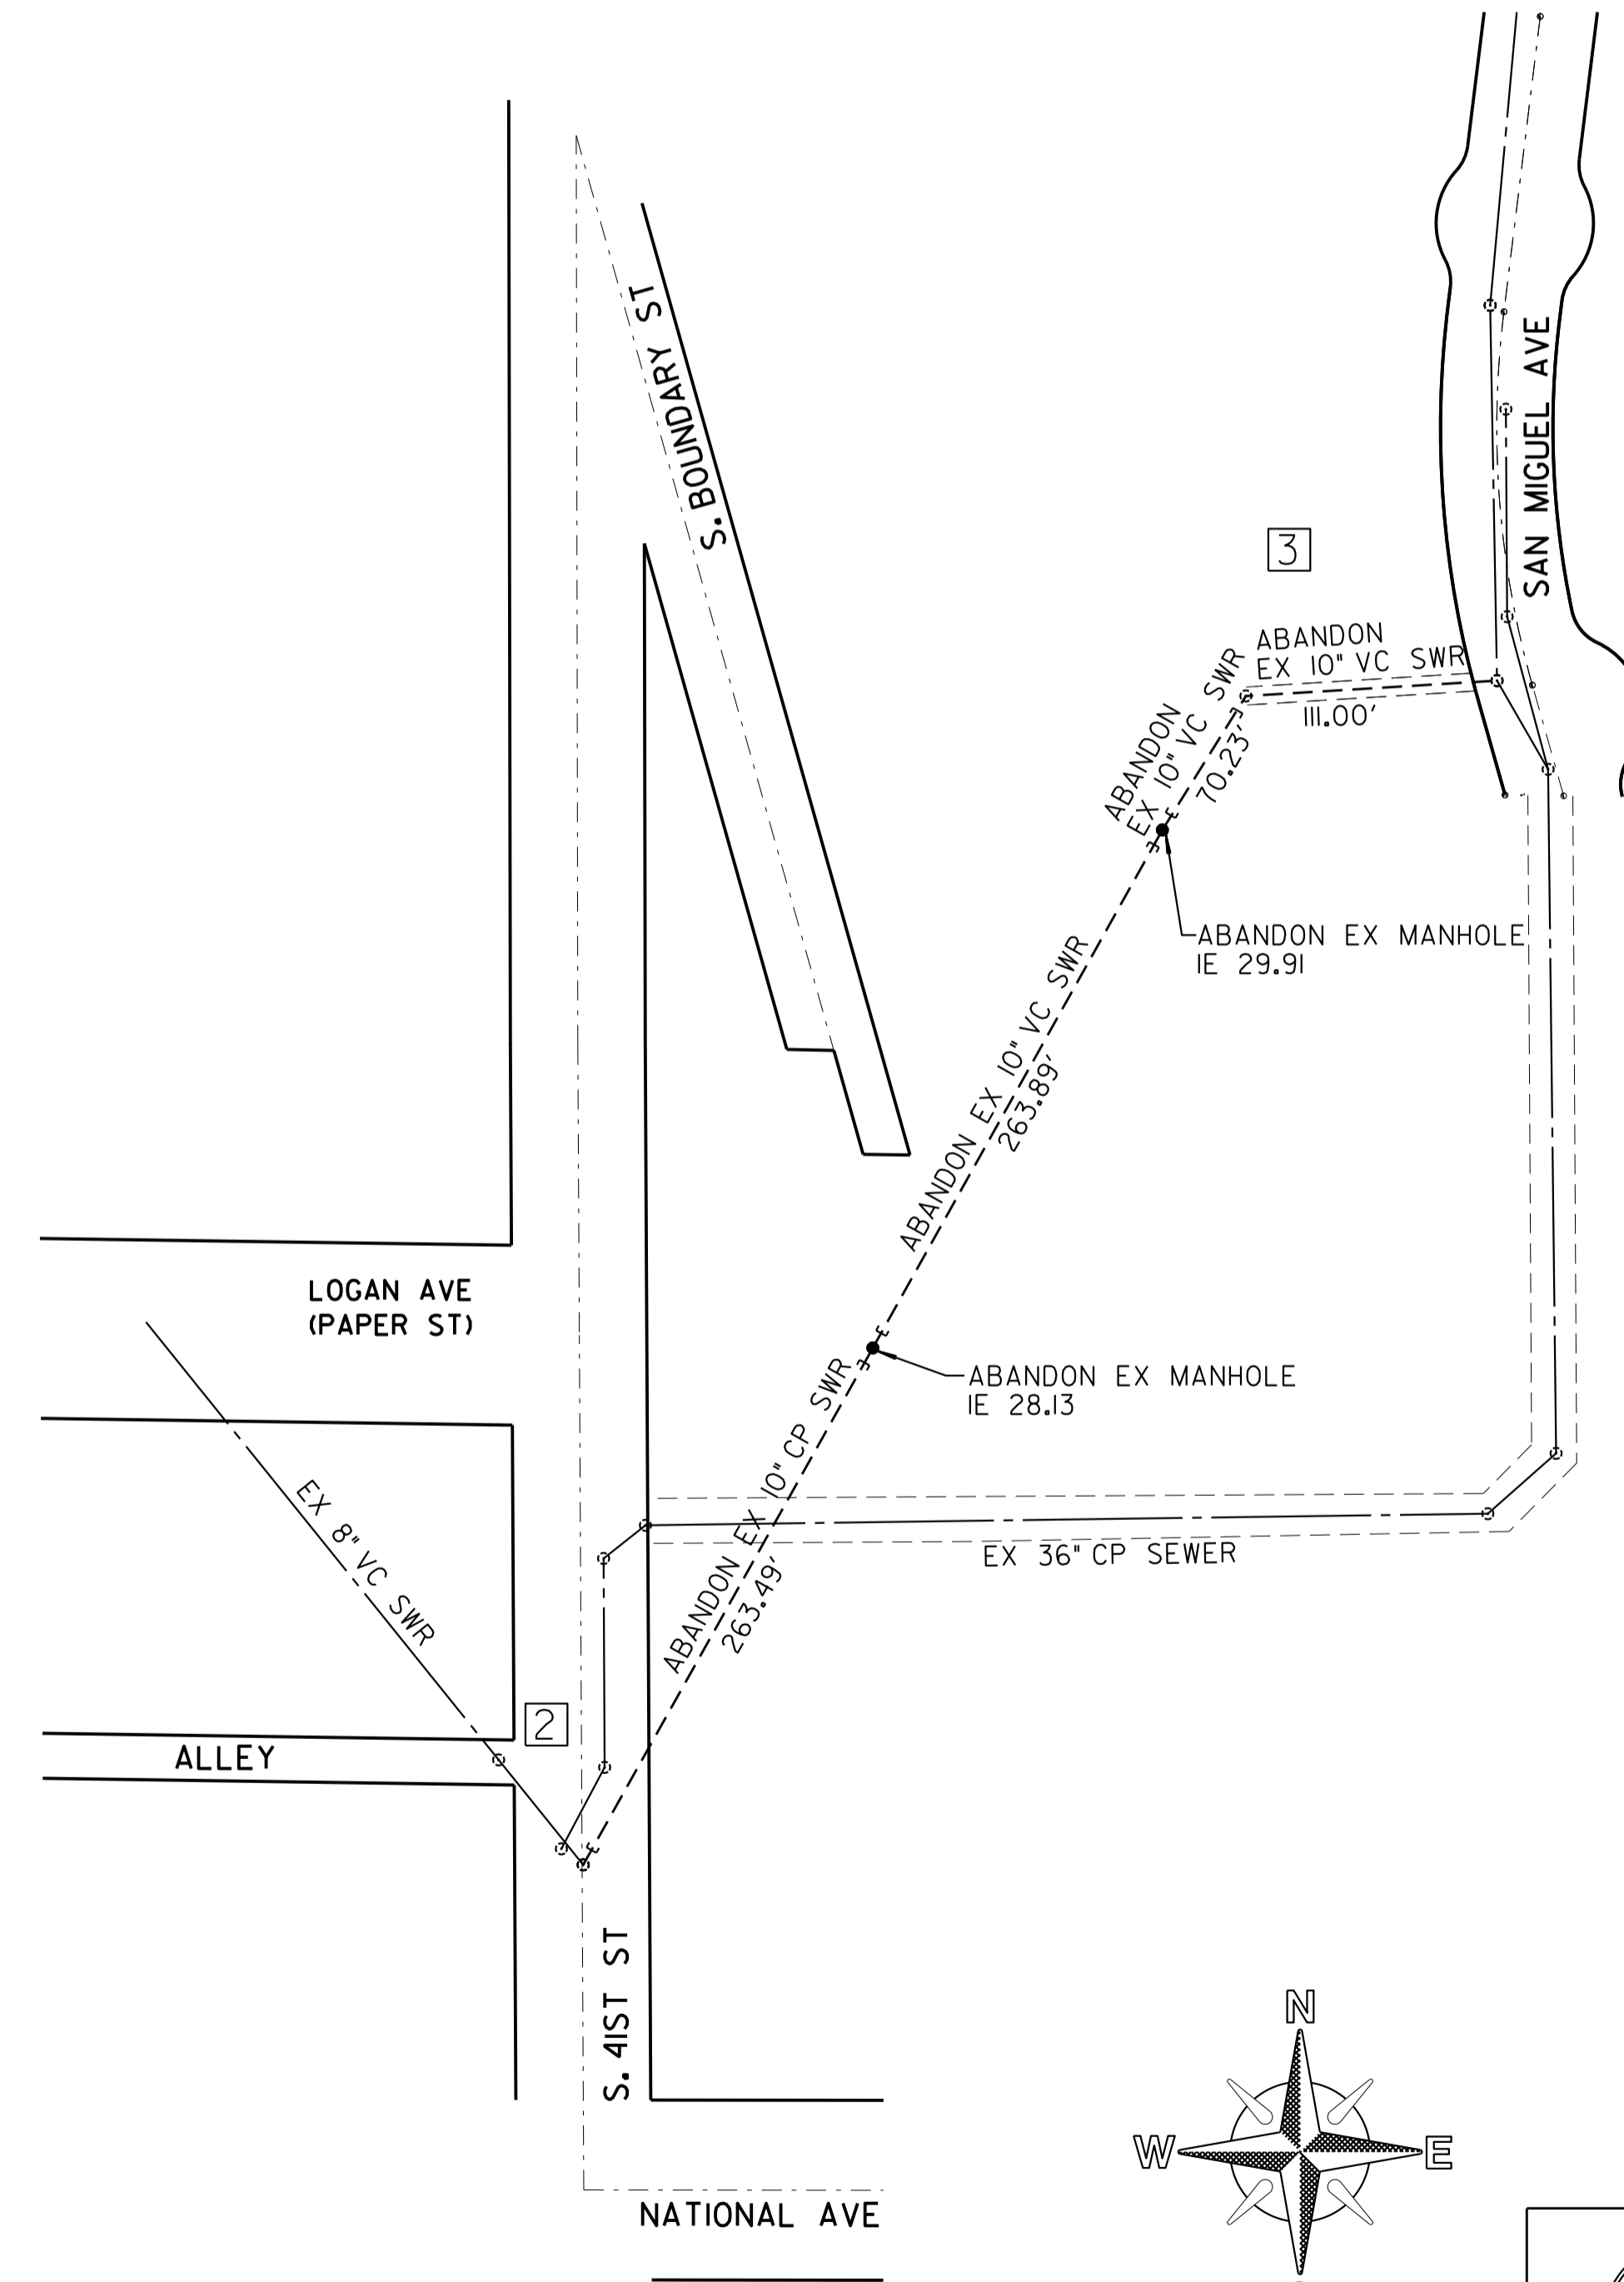 S. BOUNDARY ST
SAN MIGUEL AVE
3
ABANDON
EX 10" VC SWR
111.00'
ABANDON
EX 10" VC SWR
70.23'
ABANDON EX MANHOLE
IE 29.91
ABANDON EX 10" VC SWR
263.89'
LOGAN AVE
(PAPER ST)
ABANDON EX MANHOLE
IE 28.13
ABANDON EX 10" CP SWR
263.49'
EX 8" VC SWR
EX 36" CP SEWER
2
ALLEY
S. 41ST ST
N
W
E
NATIONAL AVE